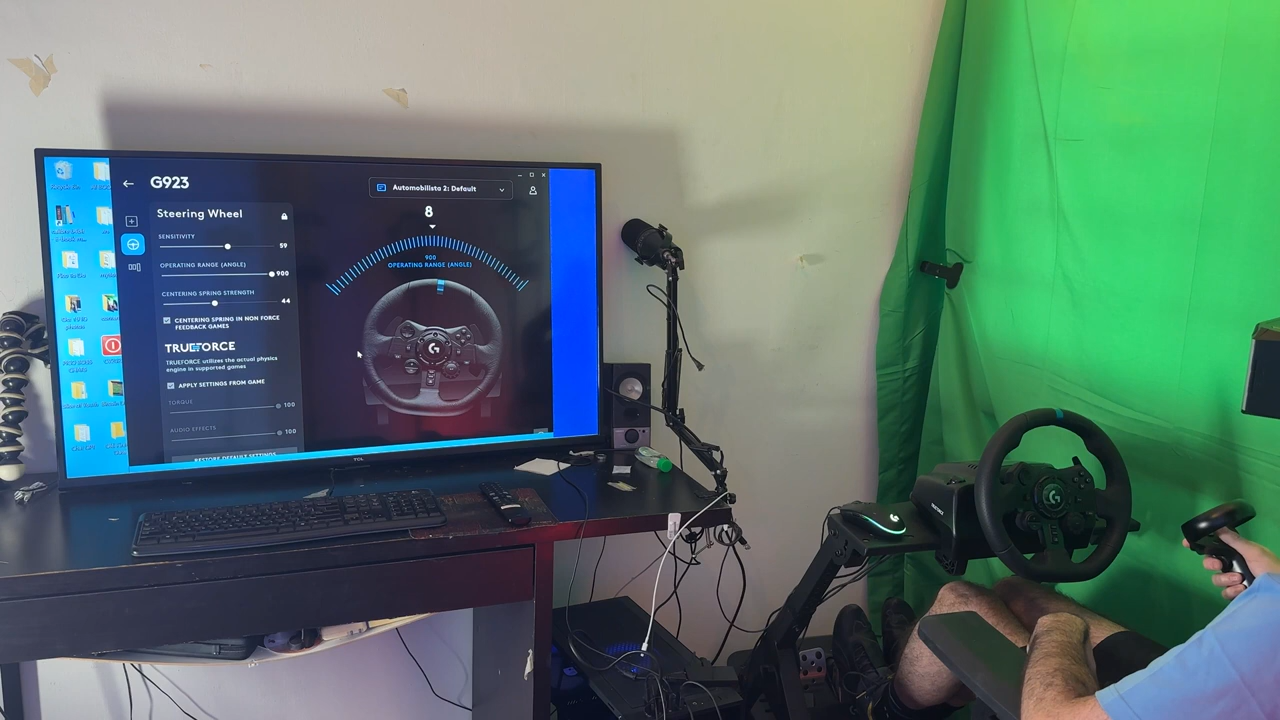 G923
Automobilista 2: Default
Steering Wheel
SENSITIVITY
59
OPERATING RANGE (ANGLE)
900
CENTERING SPRING STRENGTH
44
CENTERING SPRING IN NON FORCE
FEEDBACK GAMES
TRUEFORCE
TRUEFORCE utilizes the actual physics
engine in supported games
APPLY SETTINGS FROM GAME
TORQUE
100
AUDIO EFFECTS
100
RESTORE DEFAULT SETTINGS
8
900
OPERATING RANGE (ANGLE)
TCL